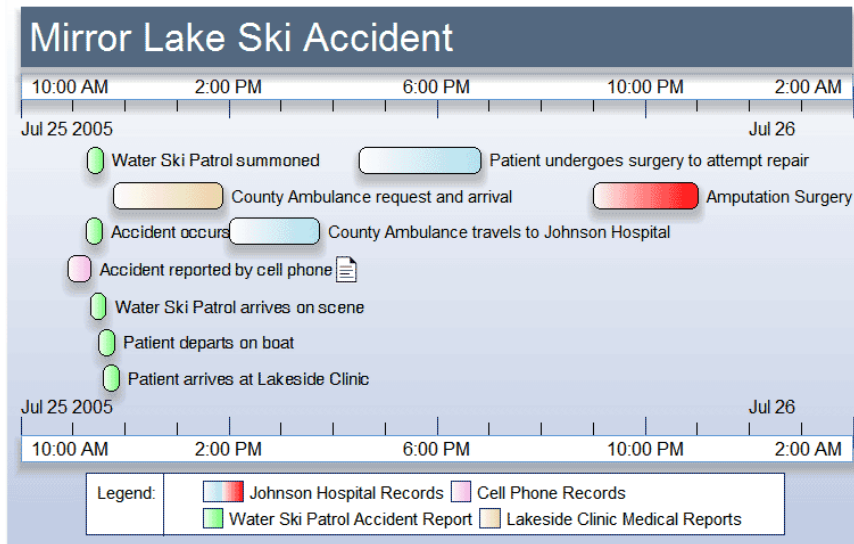 Mirror Lake Ski Accident
10:00 AM 2:00 PM 6:00 PM 10:00 PM 2:00 AM
Jul 25 2005 Jul 26
Water Ski Patrol summoned Patient undergoes surgery to attempt repair
County Ambulance request and arrival Amputation Surgery
Accident occurs County Ambulance travels to Johnson Hospital
Accident reported by cell phone
Water Ski Patrol arrives on scene
Patient departs on boat
Patient arrives at Lakeside Clinic
Jul 25 2005 Jul 26
10:00 AM 2:00 PM 6:00 PM 10:00 PM 2:00 AM
Legend: Johnson Hospital Records Cell Phone Records
Water Ski Patrol Accident Report Lakeside Clinic Medical Reports